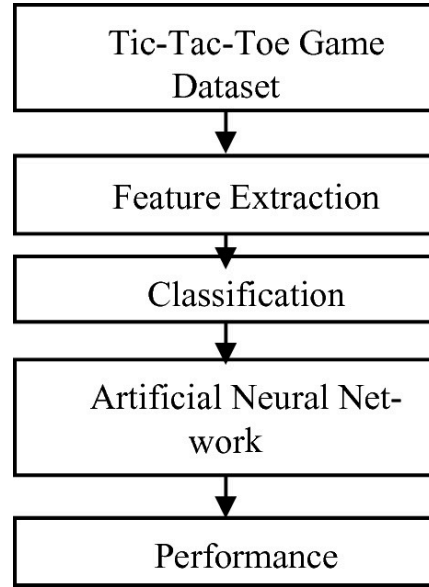 Tic-Tac-Toe Game
Dataset
Feature Extraction
Classification
Artificial Neural Net-
work
Performance